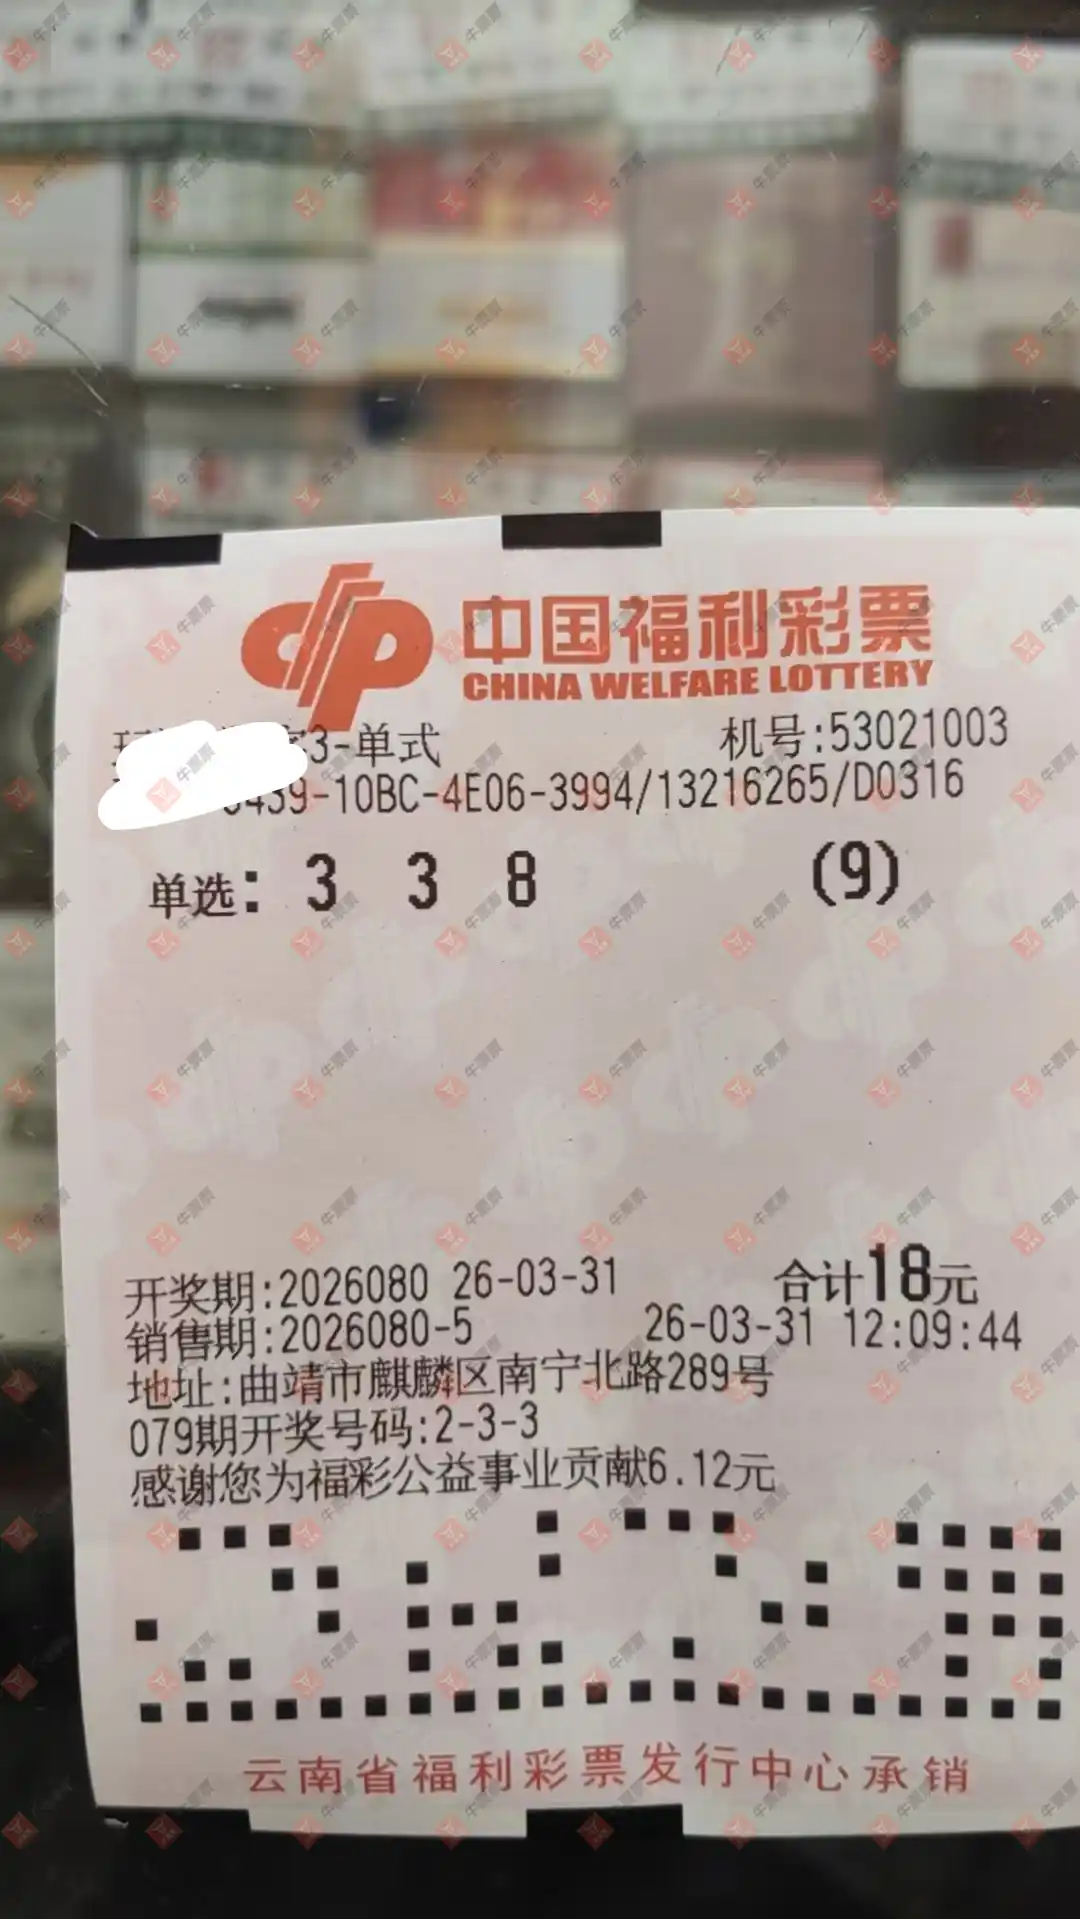 中国福利彩票
CHINA WELFARE LOTTERY
3-单式 机号:53021003
-10BC-4E06-3994/13216265/D0316
单选: 3 3 8 (9)
开奖期:2026080 26-03-31 合计18元
销售期:2026080-5 26-03-31 12:09:44
地址:曲靖市麒麟区南宁北路289号
079期开奖号码:2-3-3
感谢您为福彩公益事业贡献6.12元
云南省福利彩票发行中心承销
牛票票